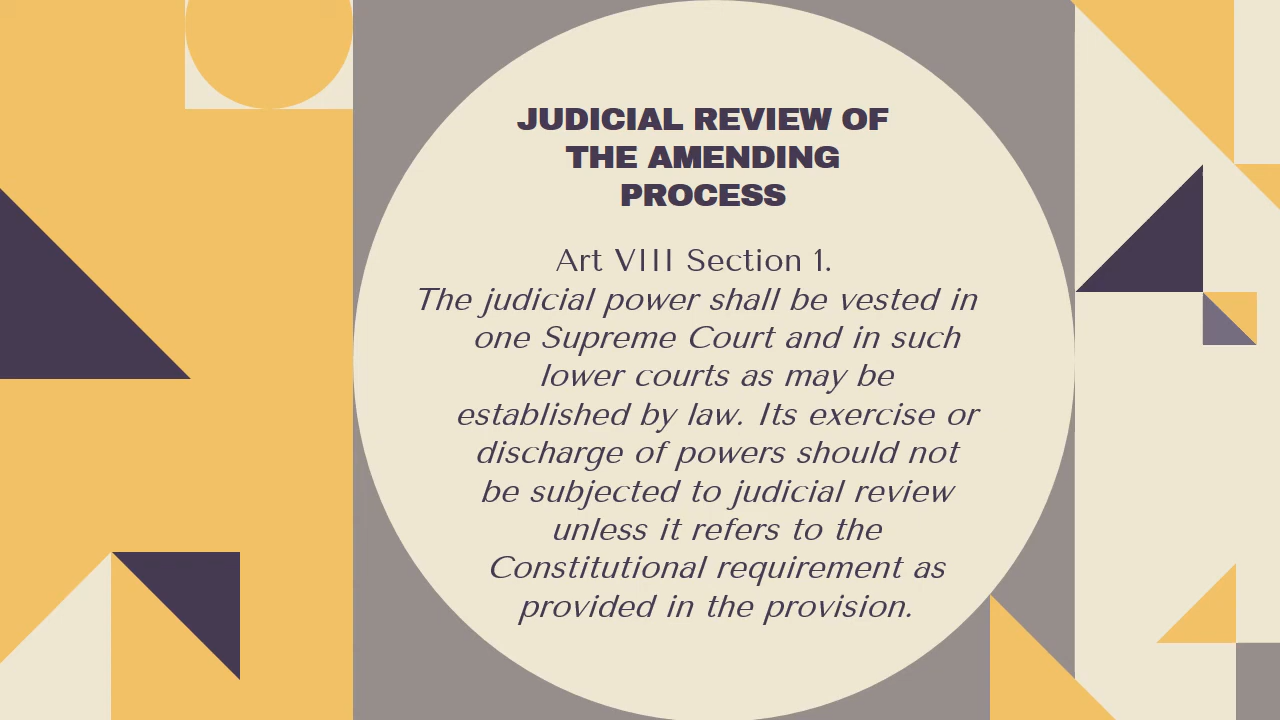 JUDICIAL REVIEW OF
THE AMENDING
PROCESS
Art VIII Section 1.
The judicial power shall be vested in
one Supreme Court and in such
lower courts as may be
established by law. Its exercise or
discharge of powers should not
be subjected to judicial review
unless it refers to the
Constitutional requirement as
provided in the provision.